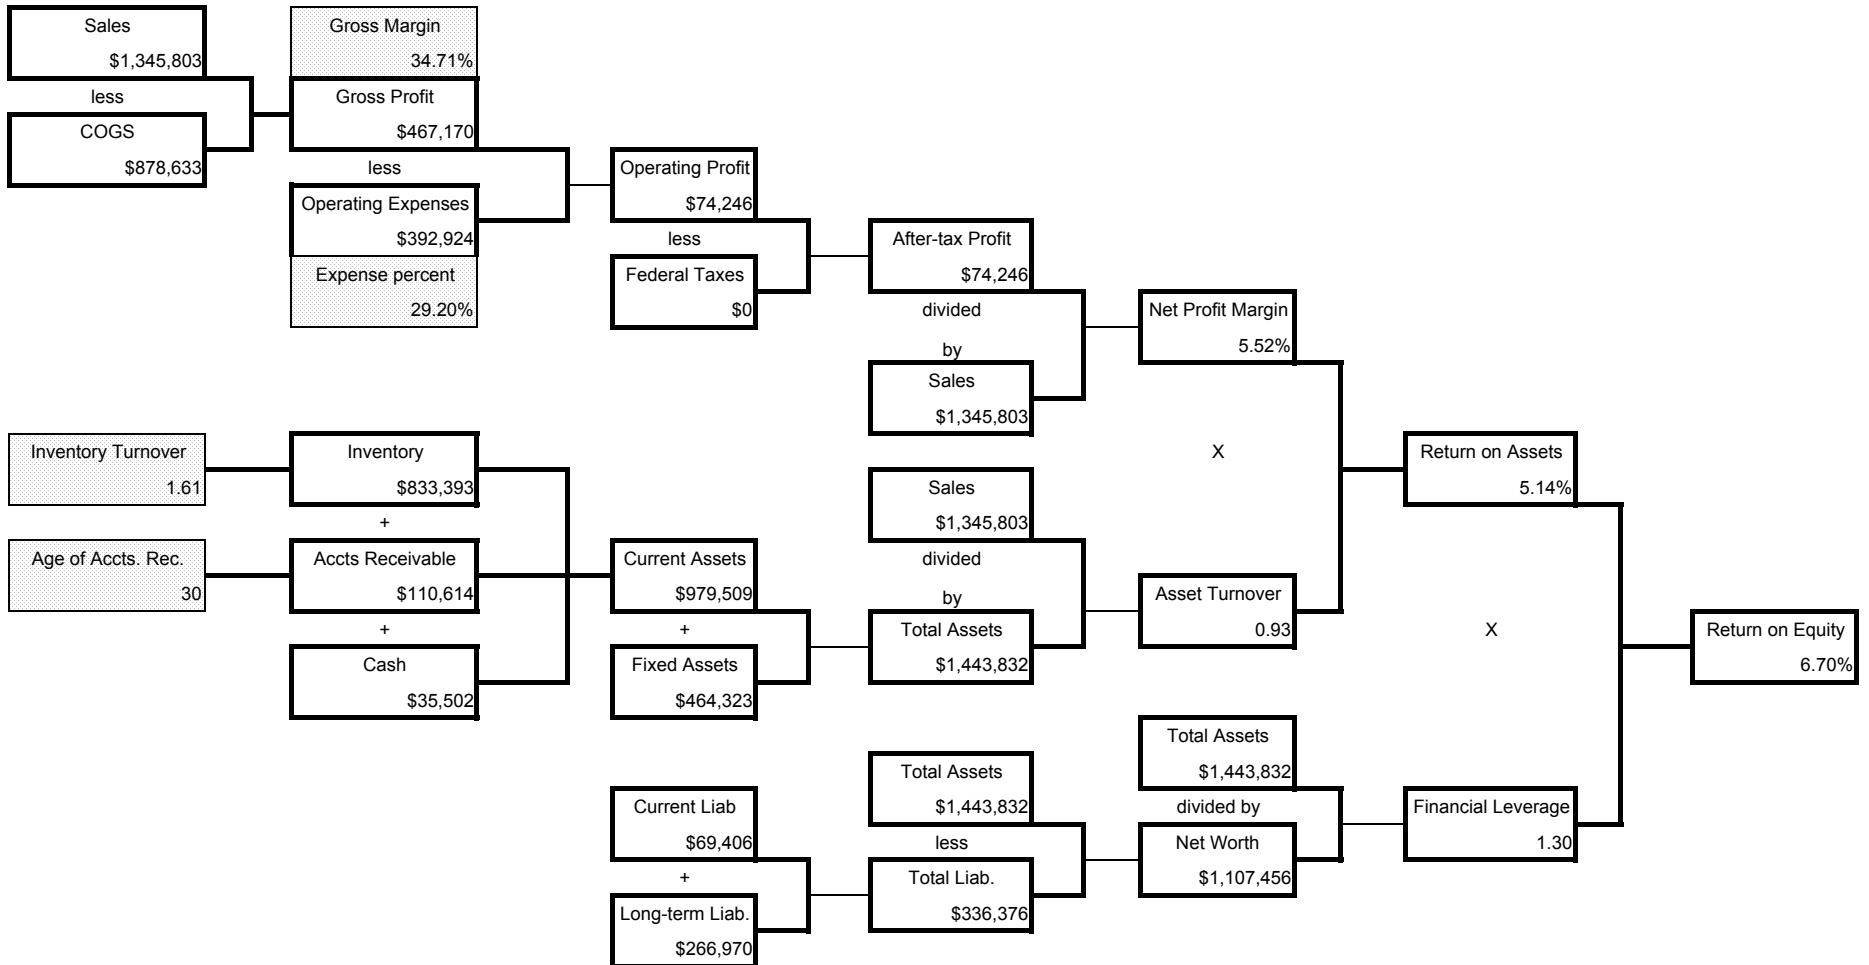 Sales
$1,345,803
less
COGS
$878,633
Gross Margin
34.71%
Gross Profit
$467,170
less
Operating Expenses
$392,924
Expense percent
29.20%
Operating Profit
$74,246
less
Federal Taxes
$0
After-tax Profit
$74,246
divided
by
Sales
$1,345,803
Net Profit Margin
5.52%
Inventory Turnover
1.61
Age of Accts. Rec.
30
Inventory
$833,393
+
Accts Receivable
$110,614
+
Cash
$35,502
Current Assets
$979,509
+
Fixed Assets
$464,323
Sales
$1,345,803
divided
by
Total Assets
$1,443,832
X
Asset Turnover
0.93
Return on Assets
5.14%
X
Return on Equity
6.70%
Current Liab
$69,406
+
Long-term Liab.
$266,970
Total Assets
$1,443,832
less
Total Liab.
$336,376
Total Assets
$1,443,832
divided by
Net Worth
$1,107,456
Financial Leverage
1.30